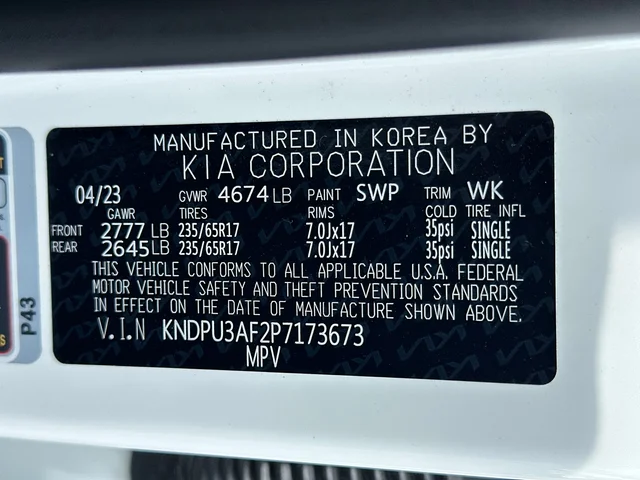 MANUFACTURED IN KOREA BY
KIA CORPORATION
04/23 GVWR 4674 LB PAINT SWP TRIM WK
GAWR TIRES RIMS COLD TIRE INFL
FRONT 2777 LB 235/65R17 7.0Jx17 35psi SINGLE
REAR 2645 LB 235/65R17 7.0Jx17 35psi SINGLE
THIS VEHICLE CONFORMS TO ALL APPLICABLE U.S.A. FEDERAL
MOTOR VEHICLE SAFETY AND THEFT PREVENTION STANDARDS
IN EFFECT ON THE DATE OF MANUFACTURE SHOWN ABOVE.
V.I.N KNDPU3AF2P7173673
MPV
P43